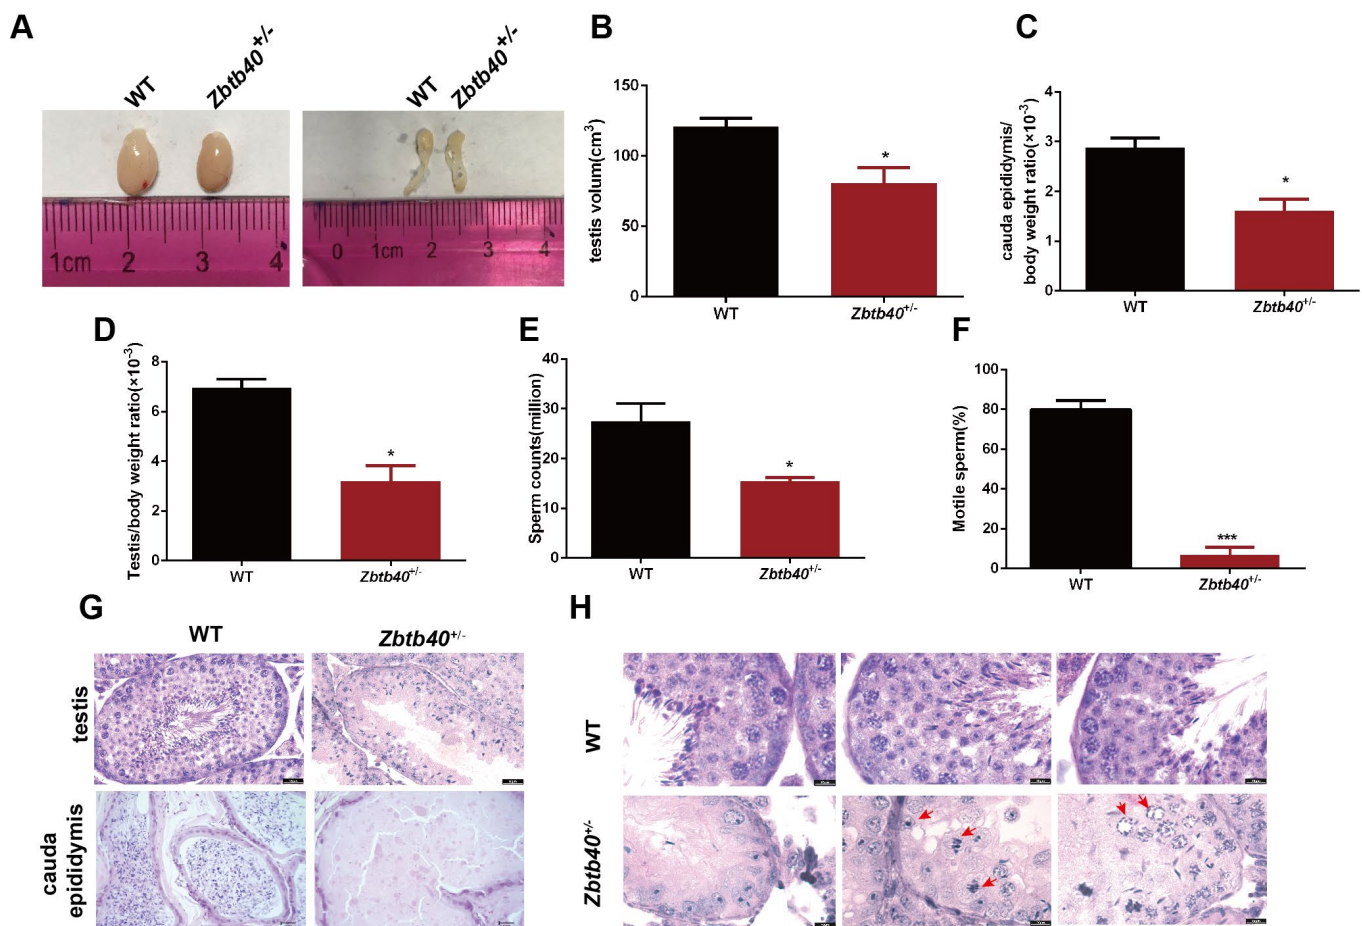 A
WT
Zbtb40+/-
WT
Zbtb40+/-
1cm 2 3 4
0 1cm 2 3 4
B
testis volum(cm3)
150
100
50
0
*
WT
Zbtb40+/-
C
cauda epididymis/
body weight ratio(×10-3)
4
3
2
1
0
*
WT
Zbtb40+/-
D
Testis/body weight ratio(×10-3)
8
6
4
2
0
*
WT
Zbtb40+/-
E
Sperm counts(million)
40
30
20
10
0
*
WT
Zbtb40+/-
F
Motile sperm(%)
100
80
60
40
20
0
***
WT
Zbtb40+/-
G
WT
Zbtb40+/-
testis
cauda
epididymis
H
WT
Zbtb40+/-